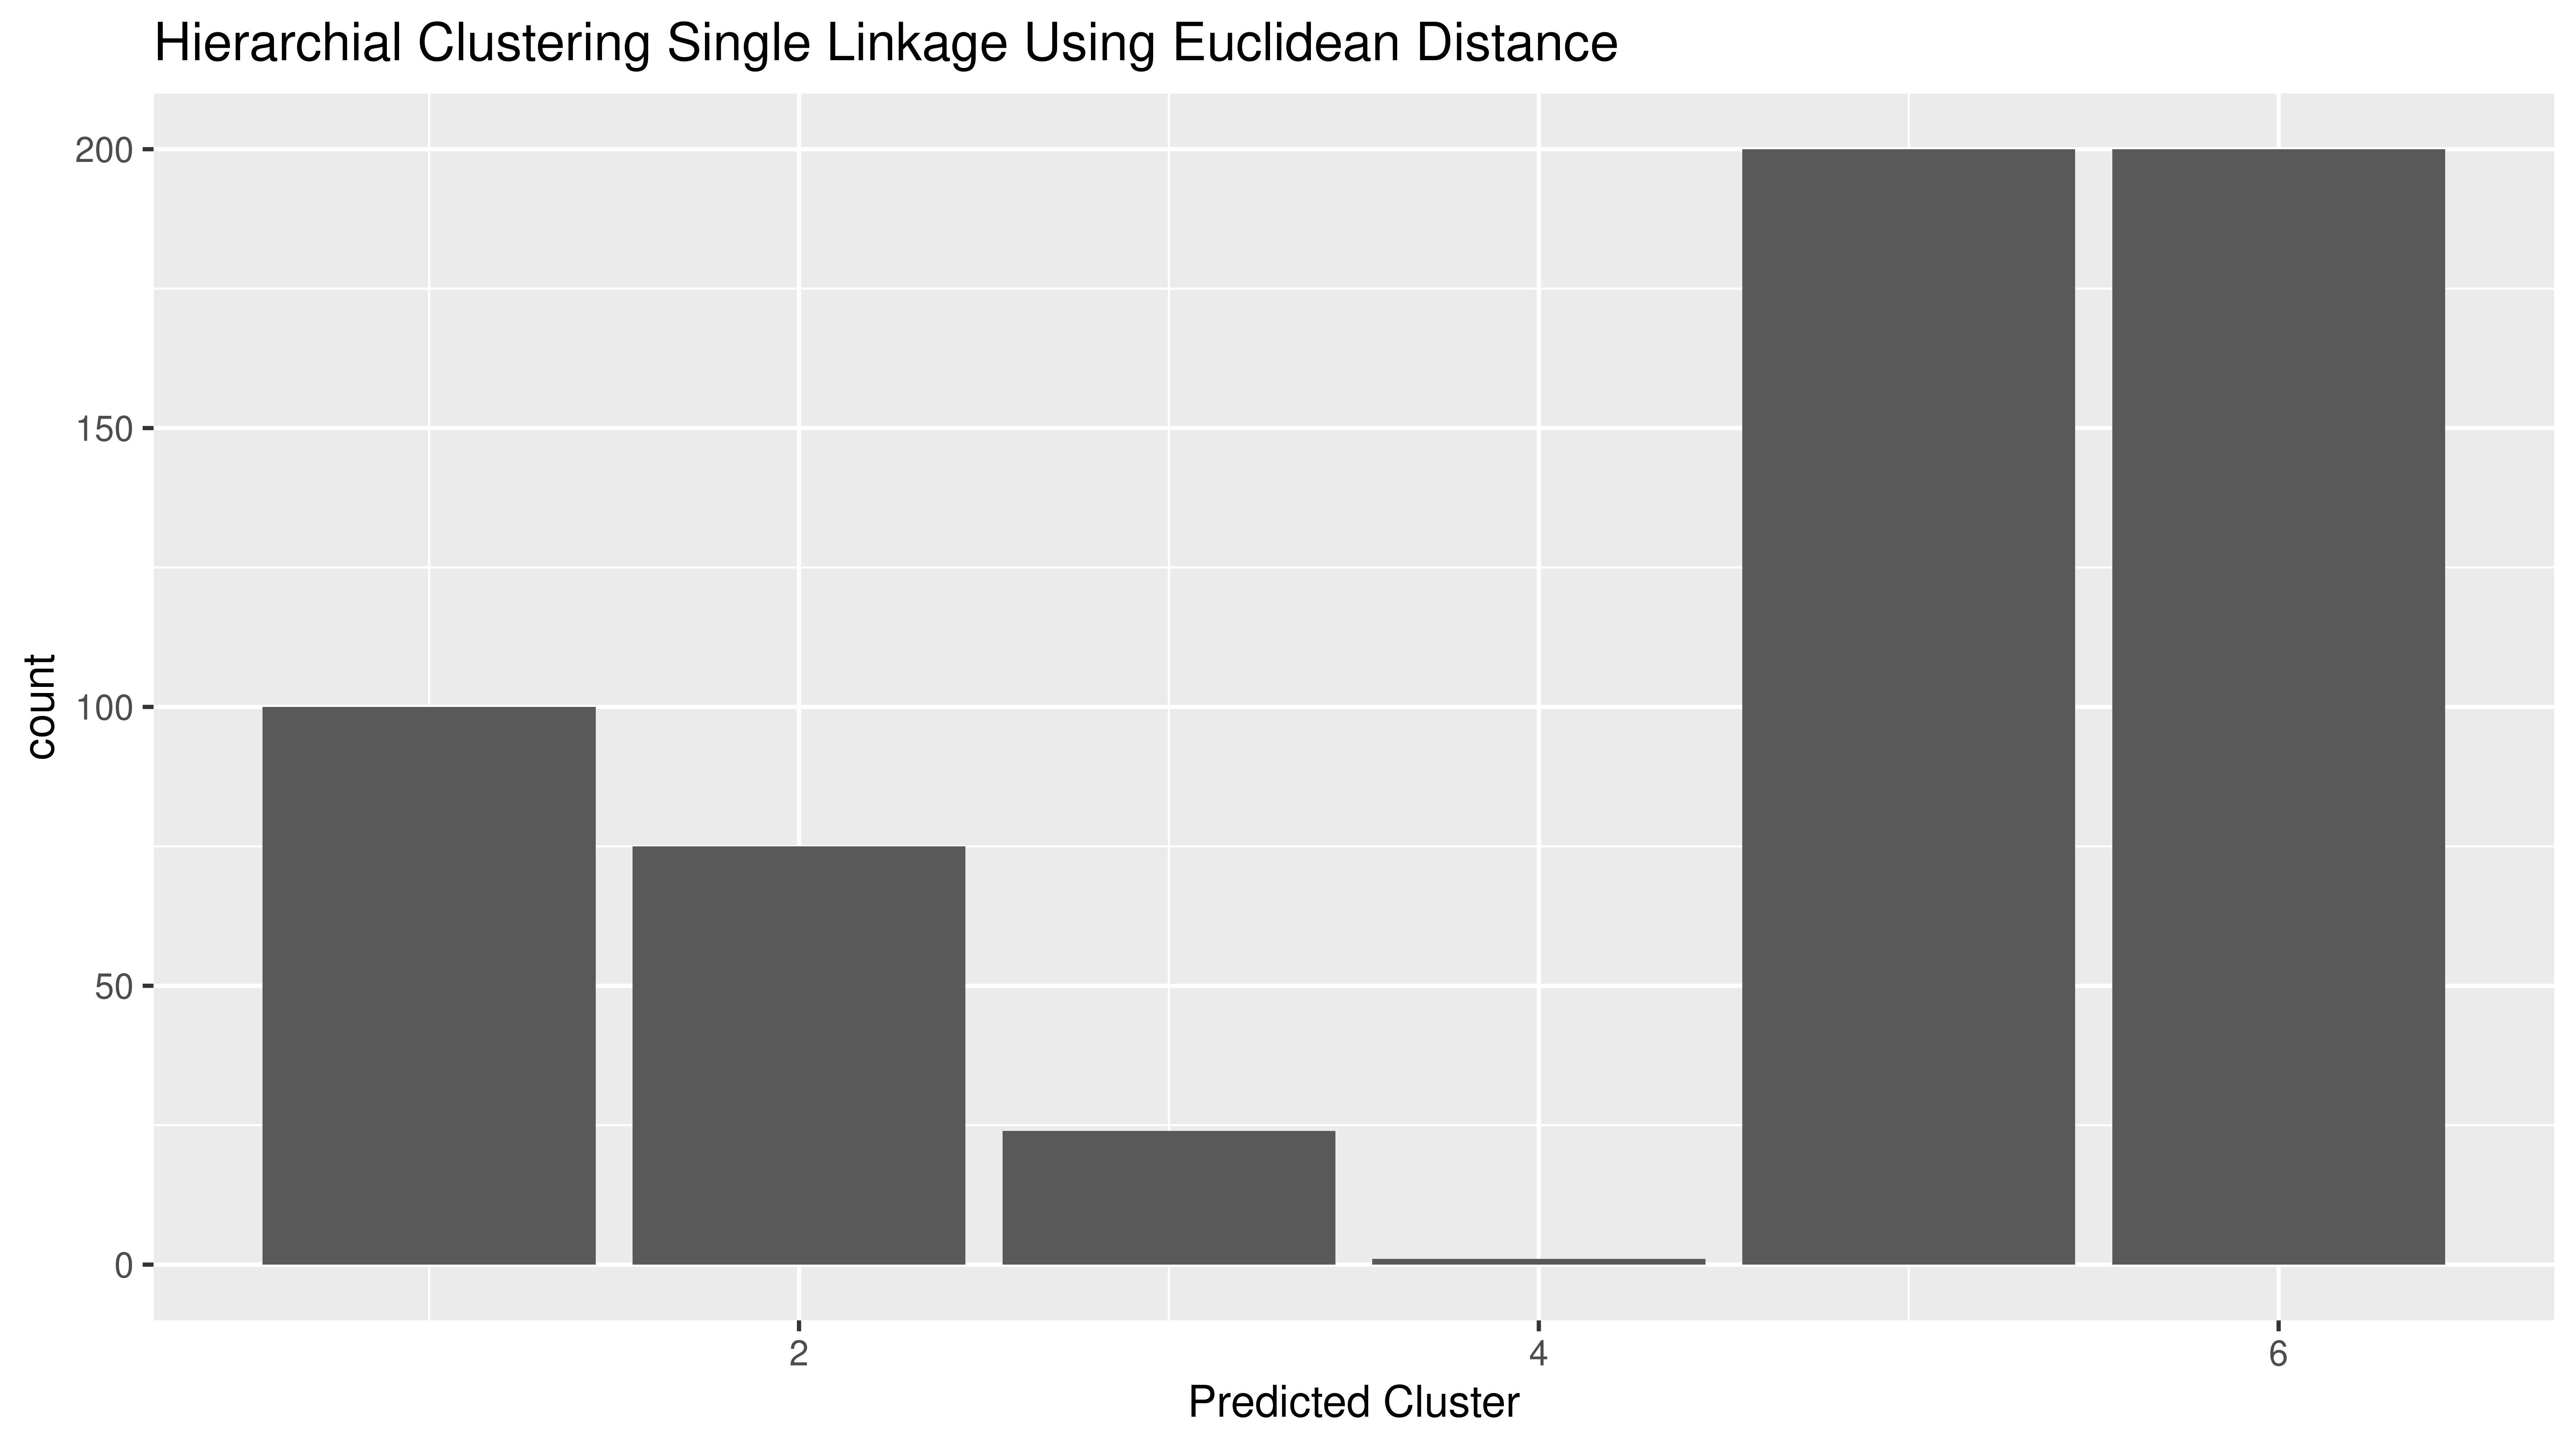 Hierarchial Clustering Single Linkage Using Euclidean Distance
200
150
100
50
0
count
2
4
6
Predicted Cluster